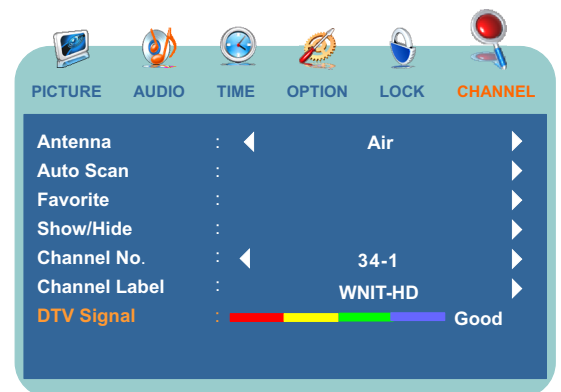 PICTURE AUDIO TIME OPTION LOCK CHANNEL
Antenna : Air
Auto Scan :
Favorite :
Show/Hide :
Channel No. : 34-1
Channel Label : WNIT-HD
DTV Signal : Good